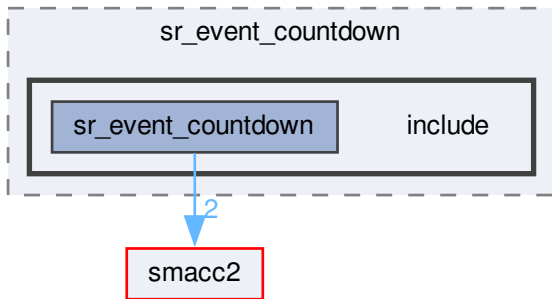 sr_event_countdown
sr_event_countdown include
2
smacc2